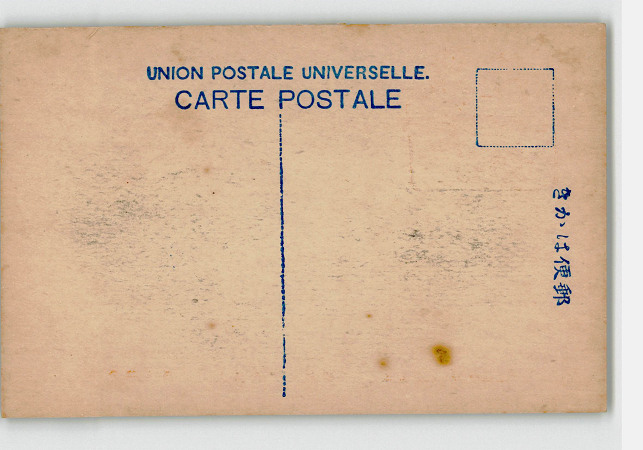 UNION POSTALE UNIVERSELLE.
CARTE POSTALE
郵便はかき